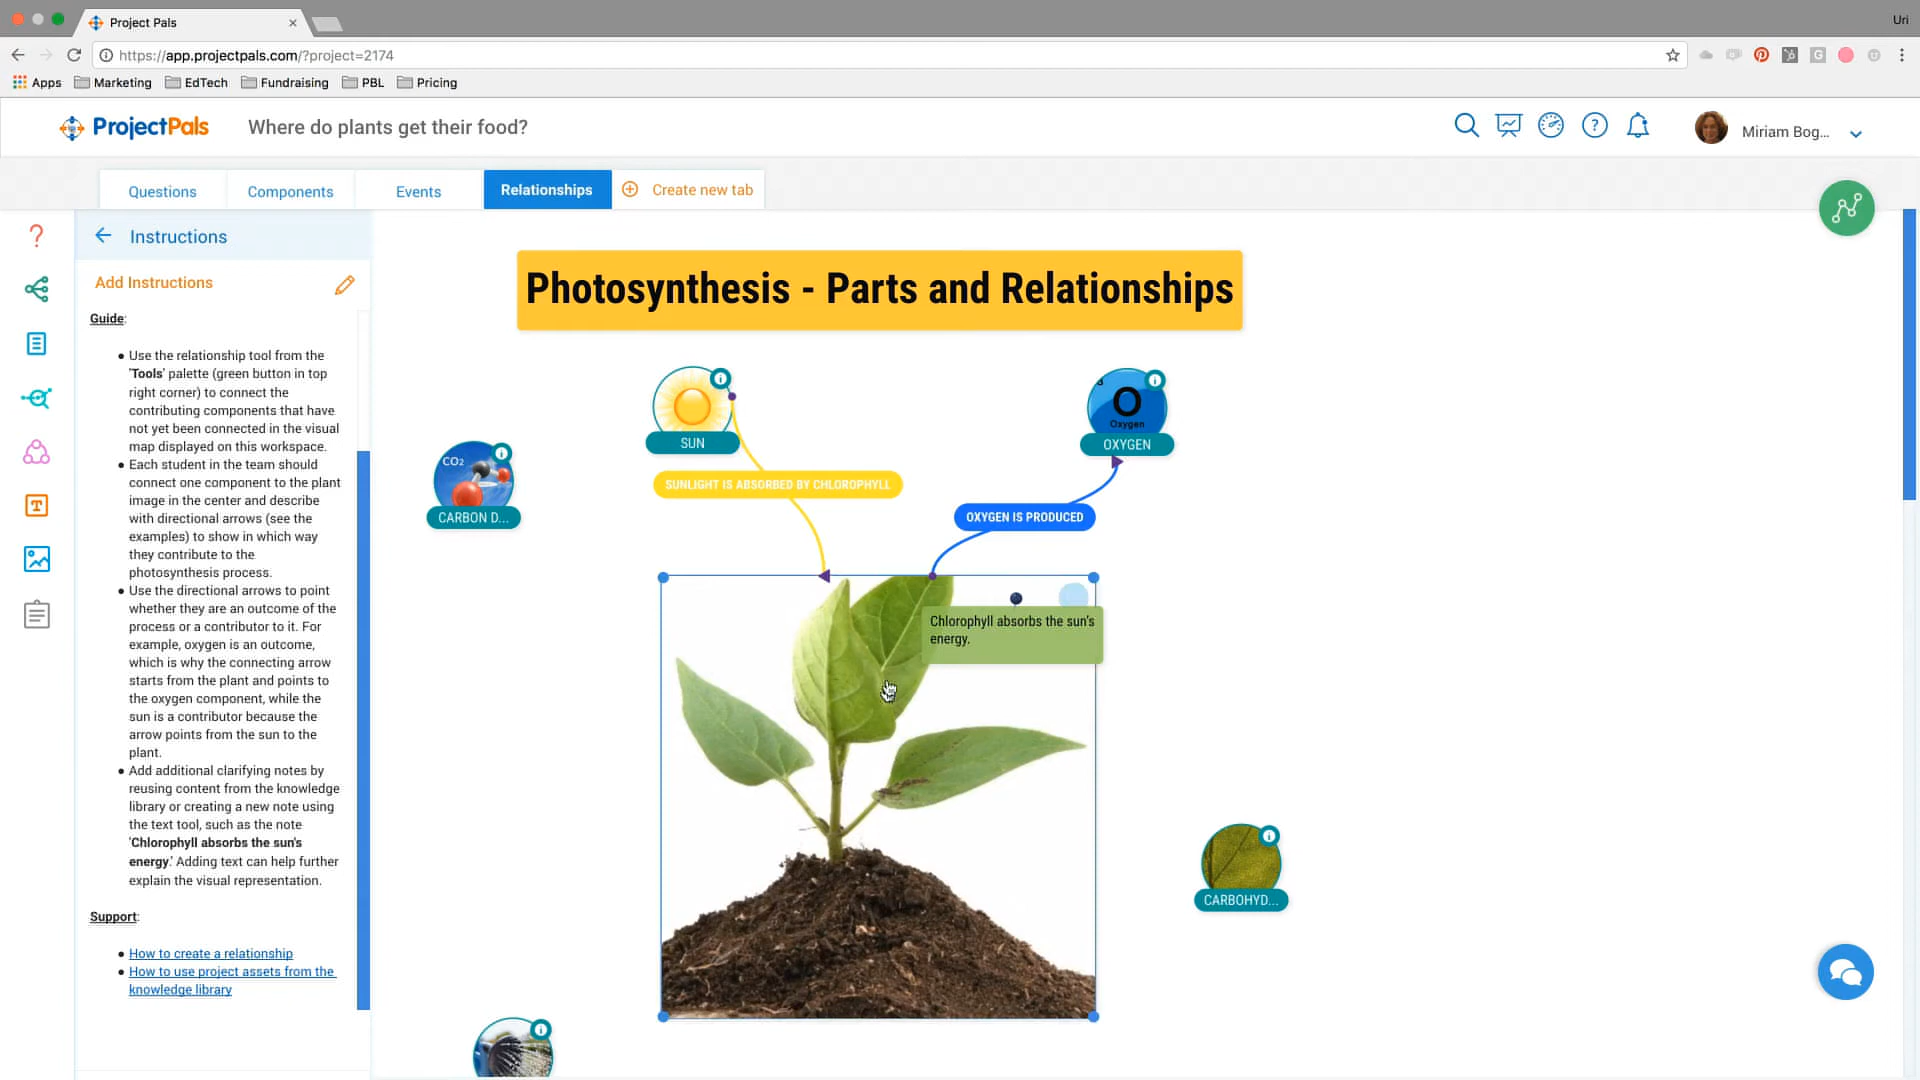 Uri
Project Pals
https://app.projectpals.com/?project=2174
Apps Marketing EdTech Fundraising PBL Pricing
ProjectPals Where do plants get their food? Miriam Bog...
Questions Components Events Relationships Create new tab
Instructions
Add Instructions
Guide:
Use the relationship tool from the
'Tools' palette (green button in top
right corner) to connect the
contributing components that have
not yet been connected in the visual
map displayed on this workspace.
Each student in the team should
connect one component to the plant
image in the center and describe
with directional arrows (see the
examples) to show in which way
they contribute to the
photosynthesis process.
Use the directional arrows to point
whether they are an outcome of the
process or a contributor to it. For
example, oxygen is an outcome,
which is why the connecting arrow
starts from the plant and points to
the oxygen component, while the
sun is a contributor because the
arrow points from the sun to the
plant.
Add additional clarifying notes by
reusing content from the knowledge
library or creating a new note using
the text tool, such as the note
'Chlorophyll absorbs the sun's
energy.' Adding text can help further
explain the visual representation.
Support:
How to create a relationship
How to use project assets from the
knowledge library
Photosynthesis - Parts and Relationships
SUN
O
Oxygen
OXYGEN
CO₂
CARBON D...
SUNLIGHT IS ABSORBED BY CHLOROPHYLL
OXYGEN IS PRODUCED
Chlorophyll absorbs the sun's
energy.
CARBOHYD...